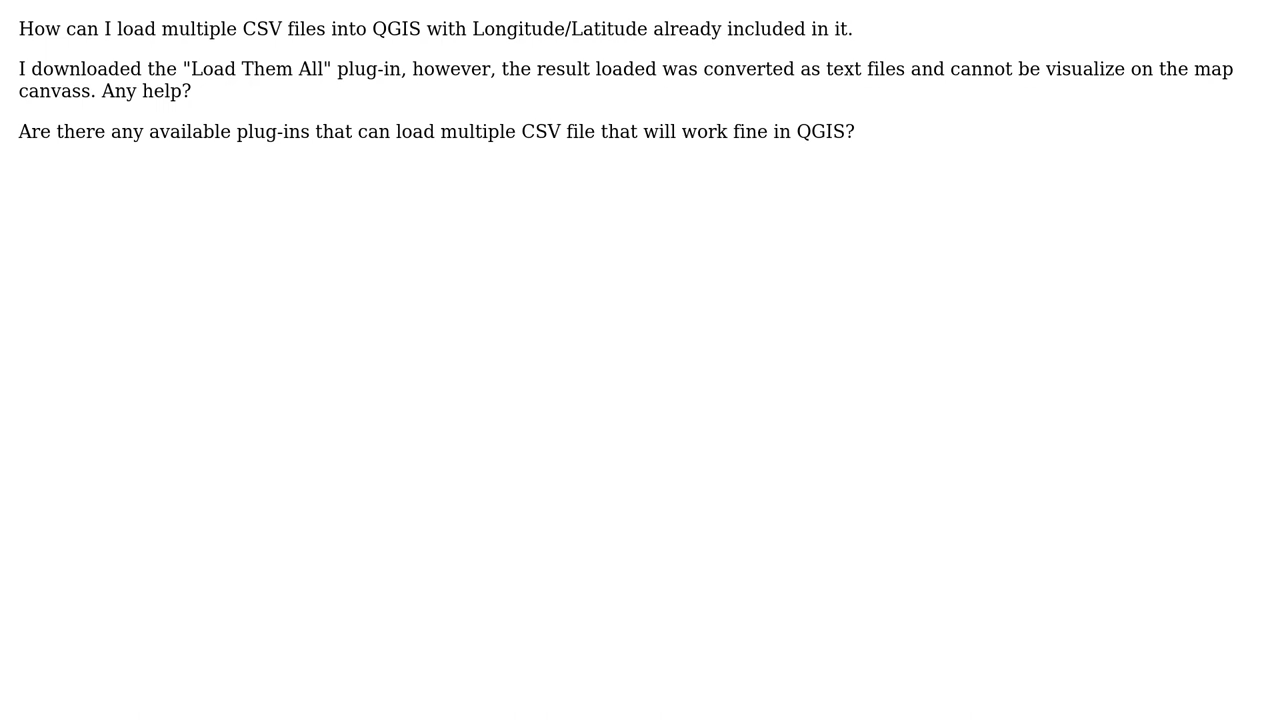 How can I load multiple CSV files into QGIS with Longitude/Latitude already included in it.
I downloaded the "Load Them All" plug-in, however, the result loaded was converted as text files and cannot be visualize on the map
canvass. Any help?
Are there any available plug-ins that can load multiple CSV file that will work fine in QGIS?